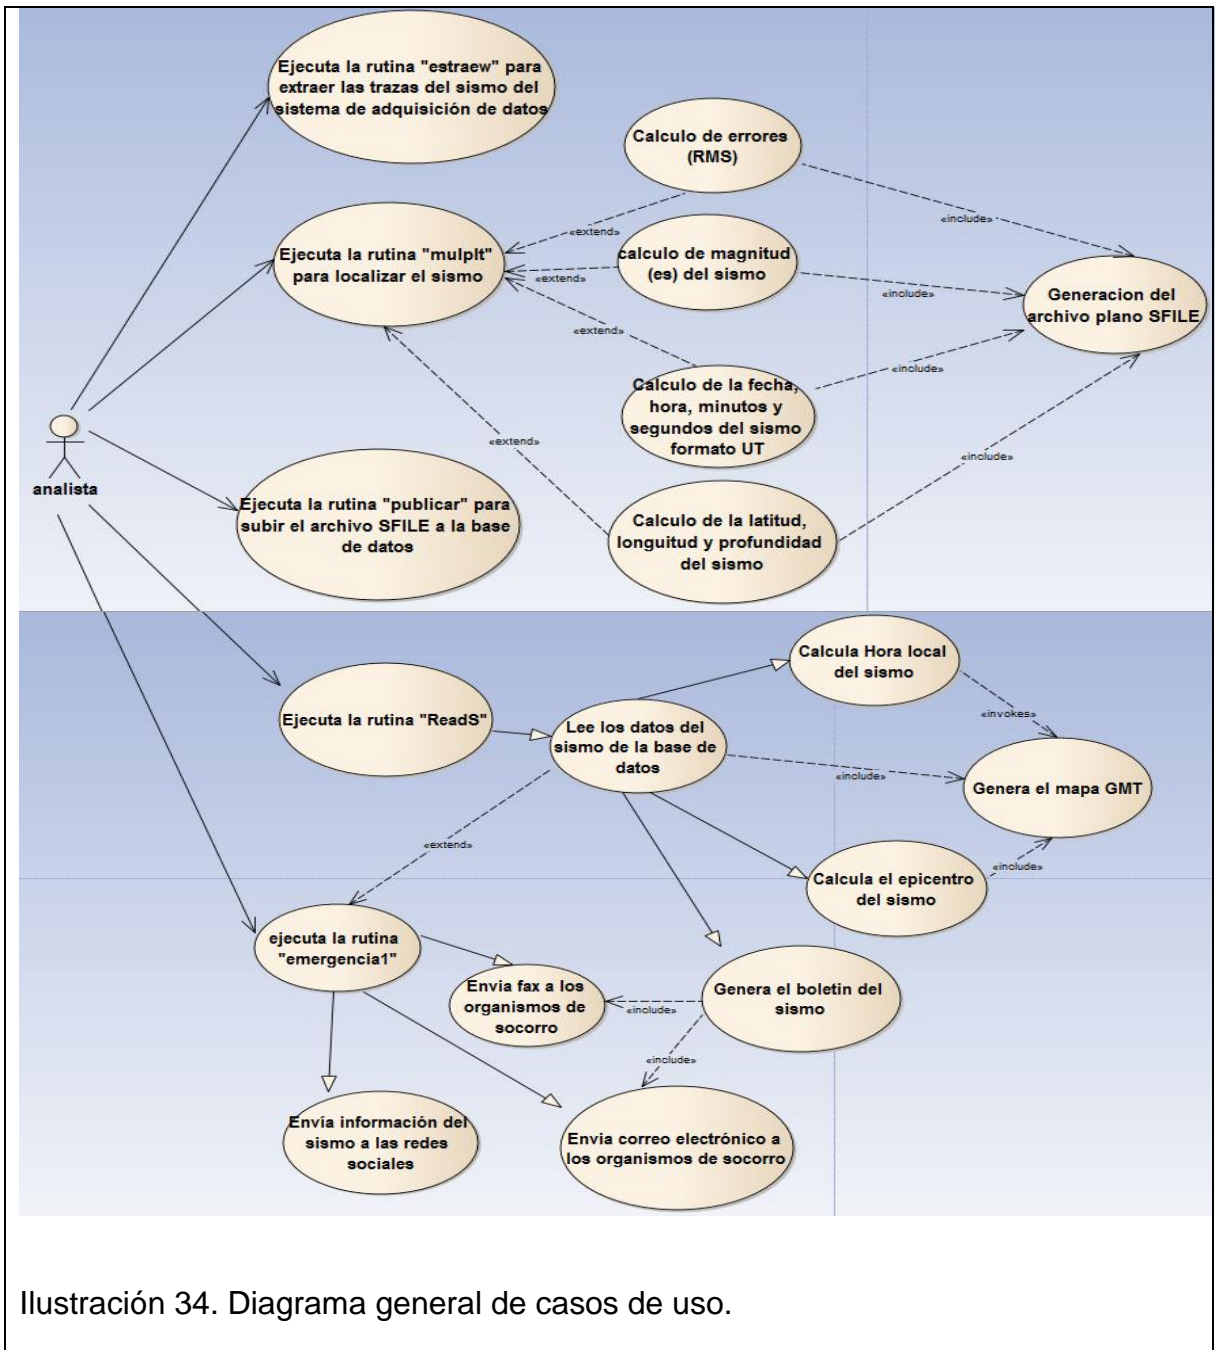 Ejecuta la rutina "estraew" para
extraer las trazas del sismo del
sistema de adquisición de datos
Calculo de errores
(RMS)
«include»
«extend»
Ejecuta la rutina "mulplt"
para localizar el sismo
calculo de magnitud
(es) del sismo
«extend»
«include»
Generacion del
archivo plano SFILE
«extend»
Calculo de la fecha,
hora, minutos y
segundos del sismo
formato UT
«include»
«extend»
«include»
analista
Ejecuta la rutina "publicar" para
subir el archivo SFILE a la base
de datos
Calculo de la latitud,
longuitud y profundidad
del sismo
Calcula Hora local
del sismo
«invokes»
Ejecuta la rutina "ReadS"
Lee los datos del
sismo de la base de
datos
«include»
Genera el mapa GMT
«extend»
«include»
Calcula el epicentro
del sismo
ejecuta la rutina
"emergencia1"
Envia fax a los
organismos de
socorro
«include»
Genera el boletin del
sismo
«include»
Envía información del
sismo a las redes
sociales
Envia correo electrónico a
los organismos de socorro
Ilustración 34. Diagrama general de casos de uso.